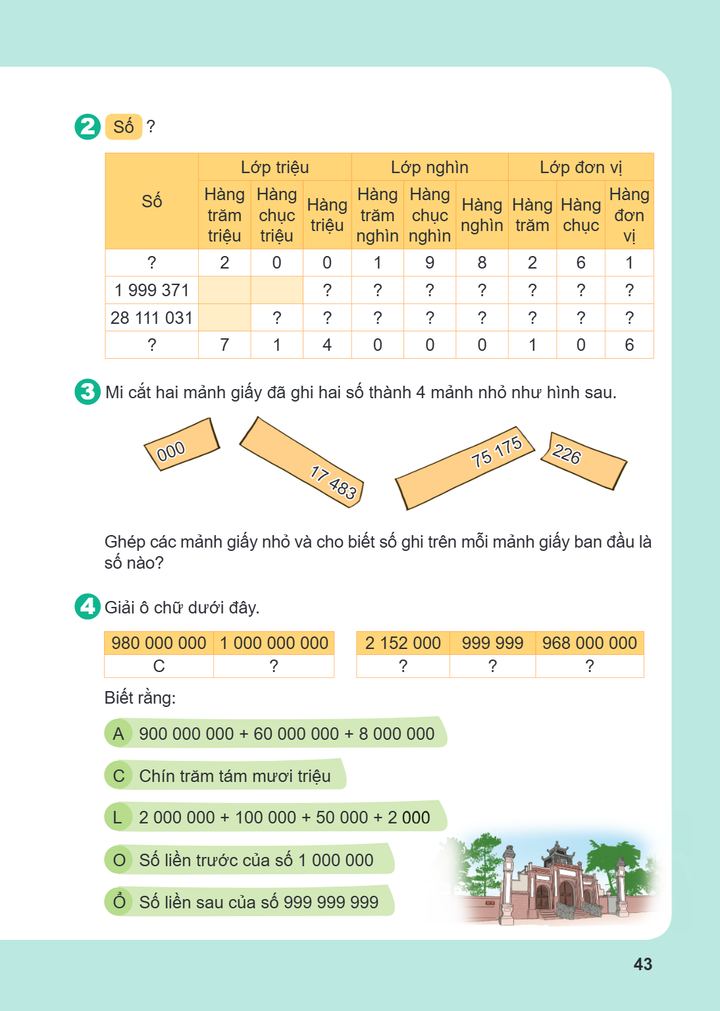 2 Số ?
Số Lớp triệu Lớp nghìn Lớp đơn vị
Hàng trăm triệu Hàng chục triệu Hàng triệu Hàng trăm nghìn Hàng chục nghìn Hàng nghìn Hàng trăm Hàng chục Hàng đơn vị
? 2 0 0 1 9 8 2 6 1
1 999 371 ? ? ? ? ? ? ?
28 111 031 ? ? ? ? ? ? ? ?
? 7 1 4 0 0 0 1 0 6
3 Mi cắt hai mảnh giấy đã ghi hai số thành 4 mảnh nhỏ như hình sau.
000
17 483
75 175
226
Ghép các mảnh giấy nhỏ và cho biết số ghi trên mỗi mảnh giấy ban đầu là
số nào?
4 Giải ô chữ dưới đây.
980 000 000 1 000 000 000 2 152 000 999 999 968 000 000
C ? ? ? ?
Biết rằng:
A 900 000 000 + 60 000 000 + 8 000 000
C Chín trăm tám mươi triệu
L 2 000 000 + 100 000 + 50 000 + 2 000
O Số liền trước của số 1 000 000
Ổ Số liền sau của số 999 999 999
43